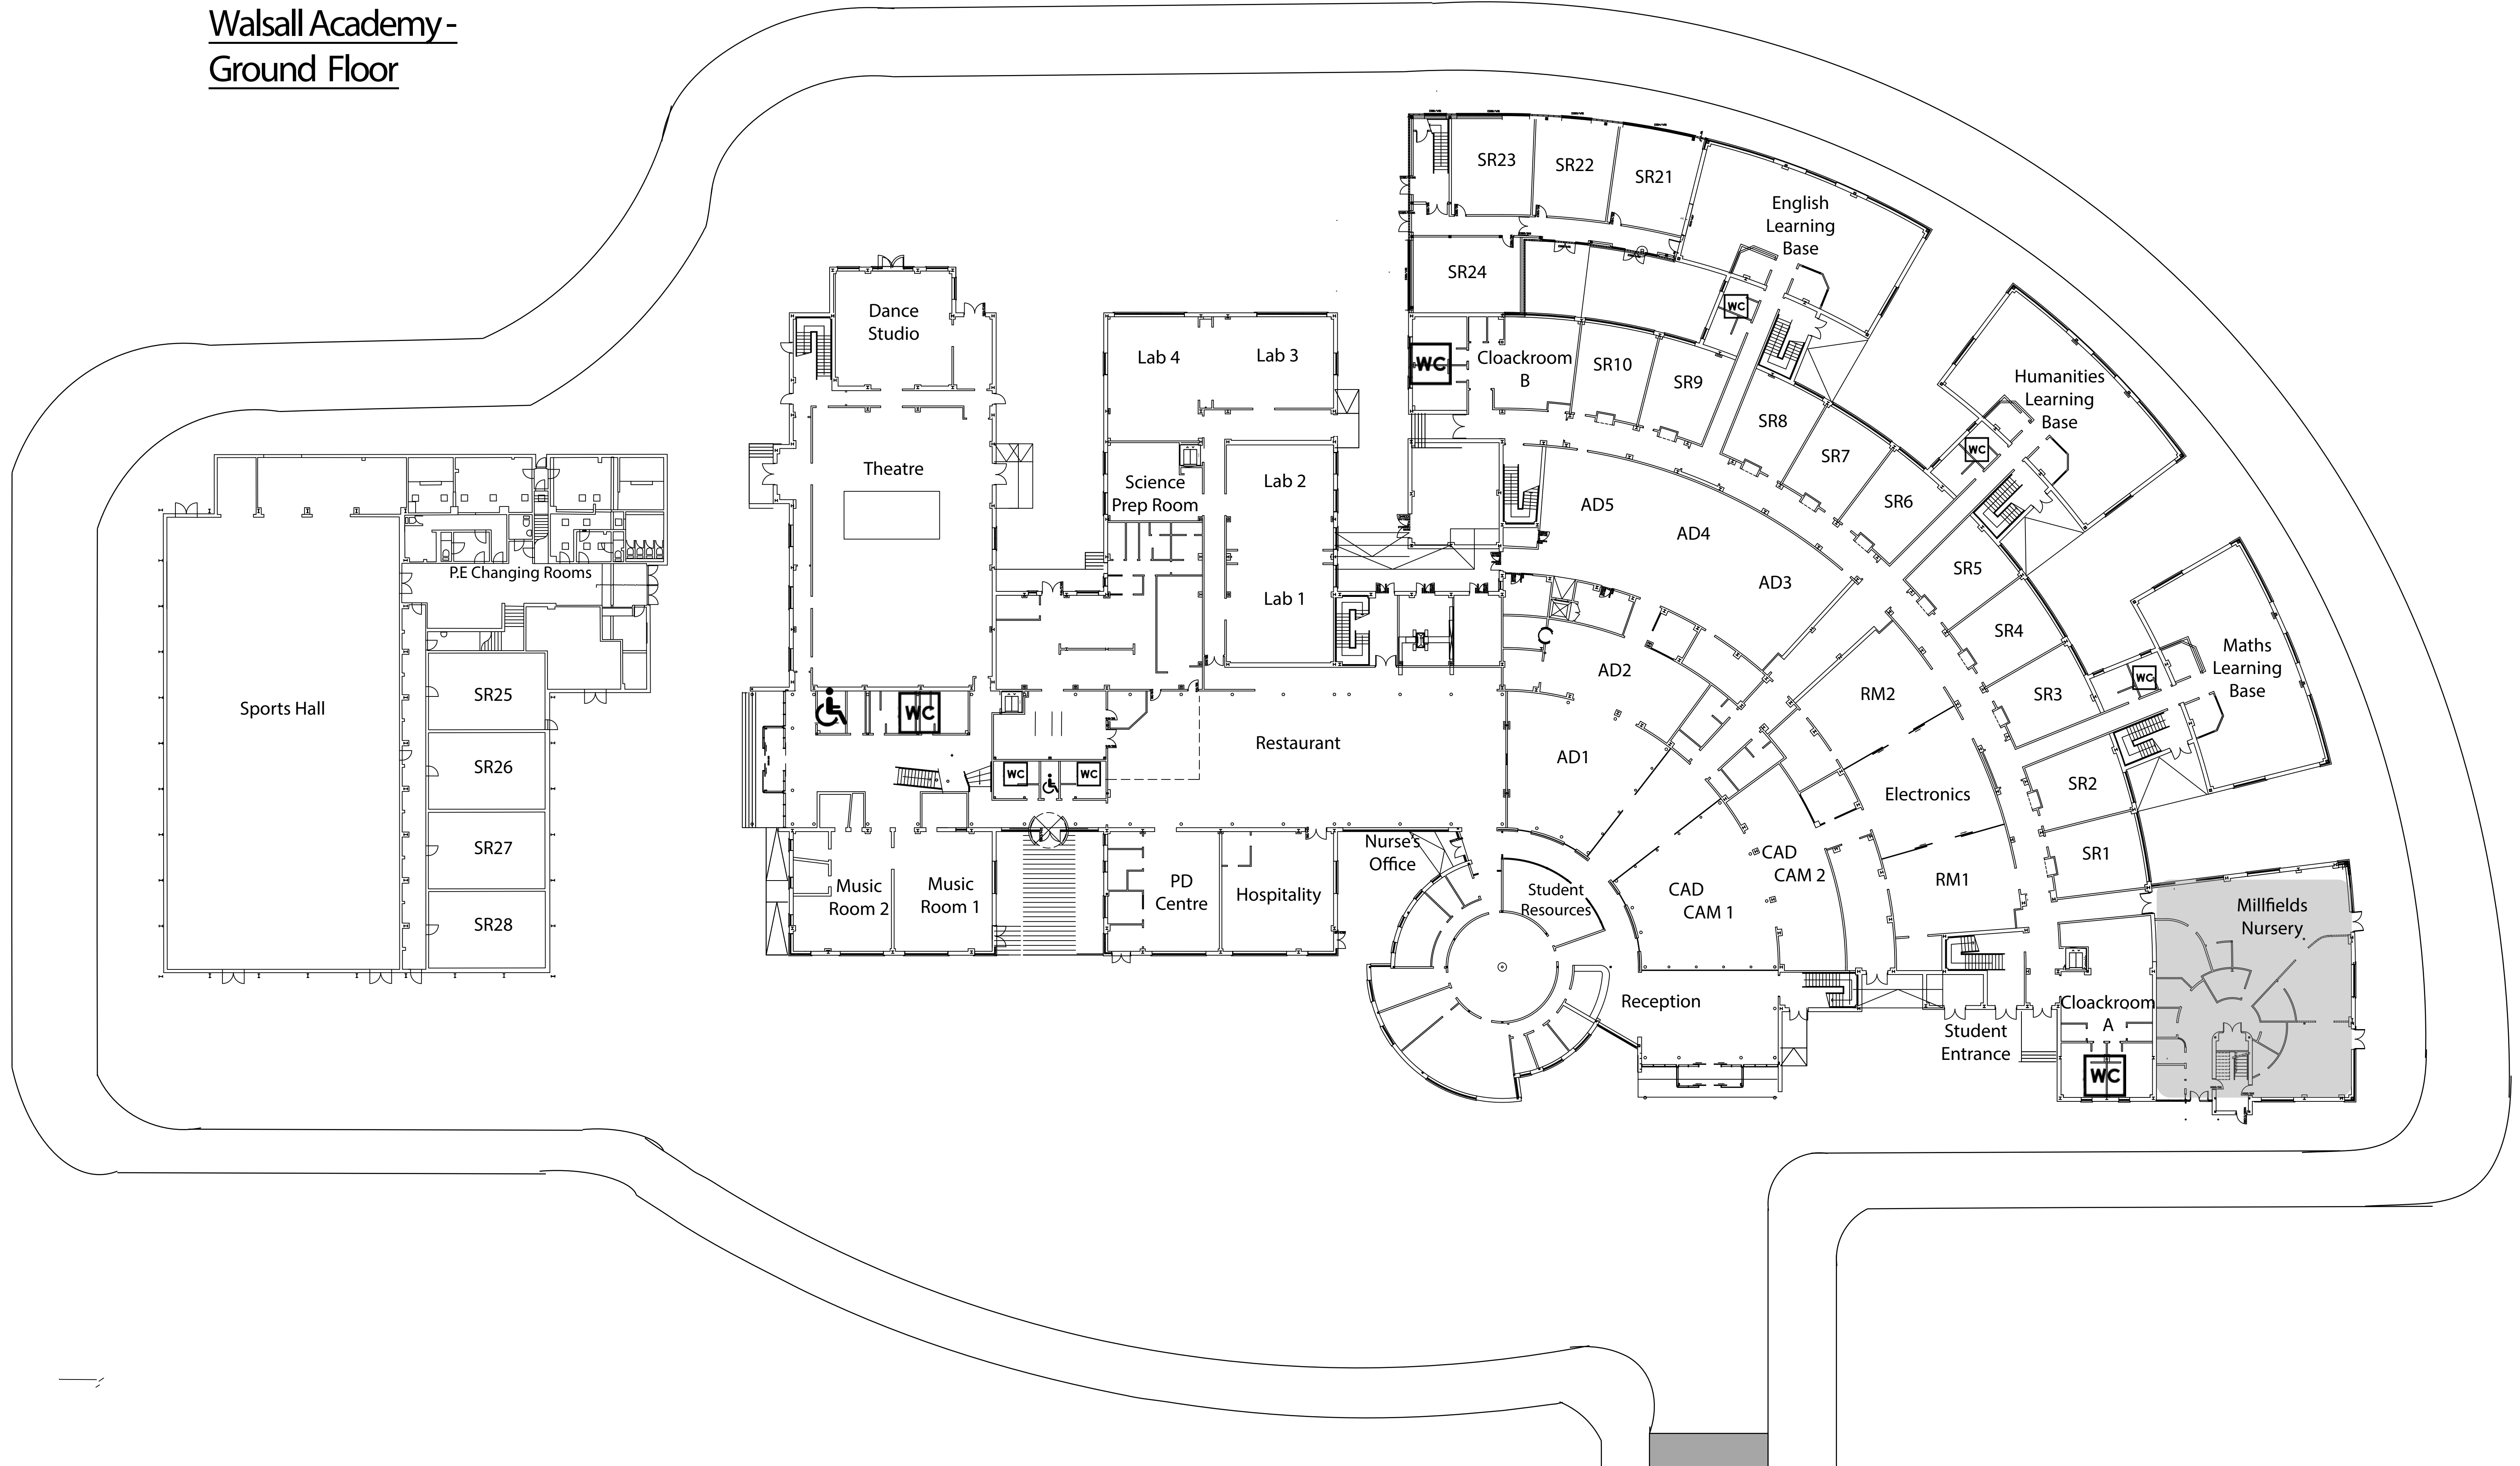 Walsall Academy -
Ground Floor
SR23
SR22
SR21
English
Learning
Base
SR24
WC
Dance
Studio
Lab 4
Lab 3
WC
Cloackroom
B
SR10
SR9
SR8
SR7
SR6
Humanities
Learning
Base
WC
Theatre
Science
Prep Room
Lab 2
AD5
AD4
AD3
SR5
SR4
SR3
P.E Changing Rooms
Lab 1
AD2
RM2
WC
Maths
Learning
Base
Sports Hall
SR25
SR26
SR27
SR28
WC
WC
WC
Restaurant
AD1
Electronics
SR2
SR1
Nurse's
Office
CAD
CAM 2
Music
Room 2
Music
Room 1
PD
Centre
Hospitality
Student
Resources
CAD
CAM 1
RM1
Millfields
Nursery
Reception
Student
Entrance
Cloackroom
A
WC